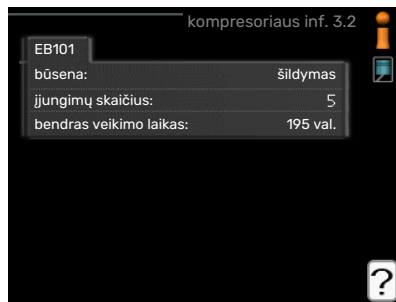 kompresoriaus inf. 3.2
EB101
būsena: šildymas
įjungimų skaičius: 5
bendras veikimo laikas: 195 val.
?